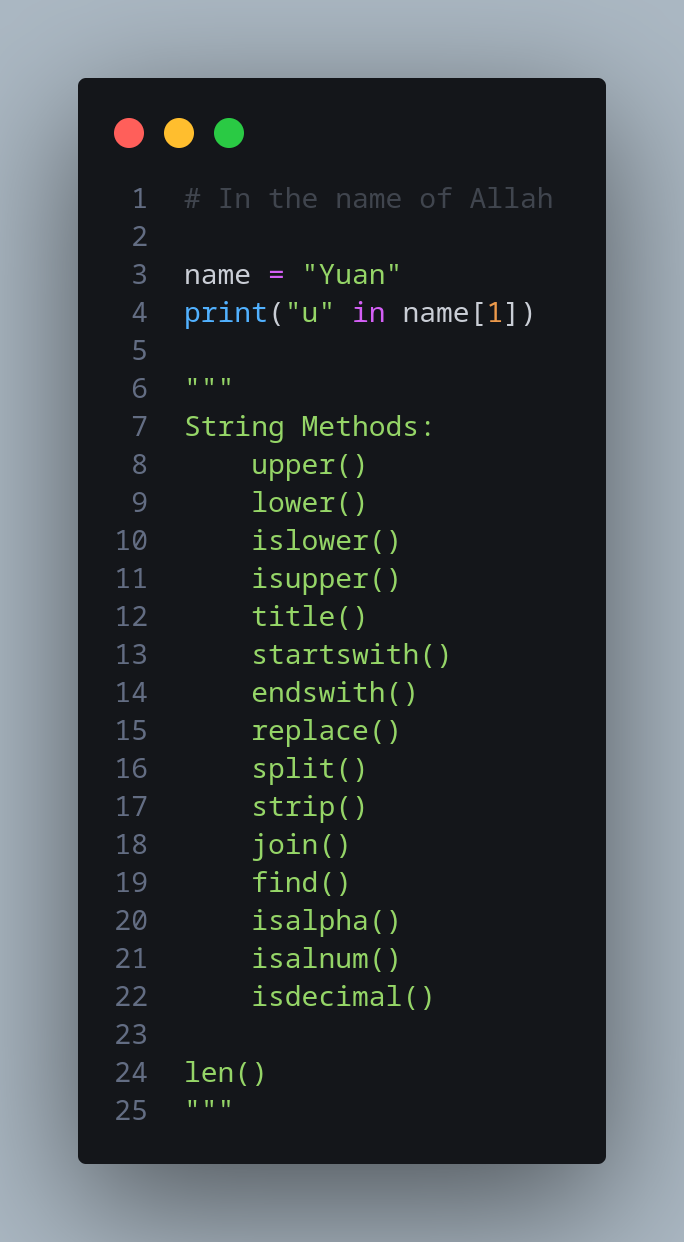 1 # In the name of Allah
2
3 name = "Yuan"
4 print("u" in name[1])
5
6 """
7 String Methods:
8     upper()
9     lower()
10     islower()
11     isupper()
12     title()
13     startswith()
14     endswith()
15     replace()
16     split()
17     strip()
18     join()
19     find()
20     isalpha()
21     isalnum()
22     isdecimal()
23
24 len()
25 """